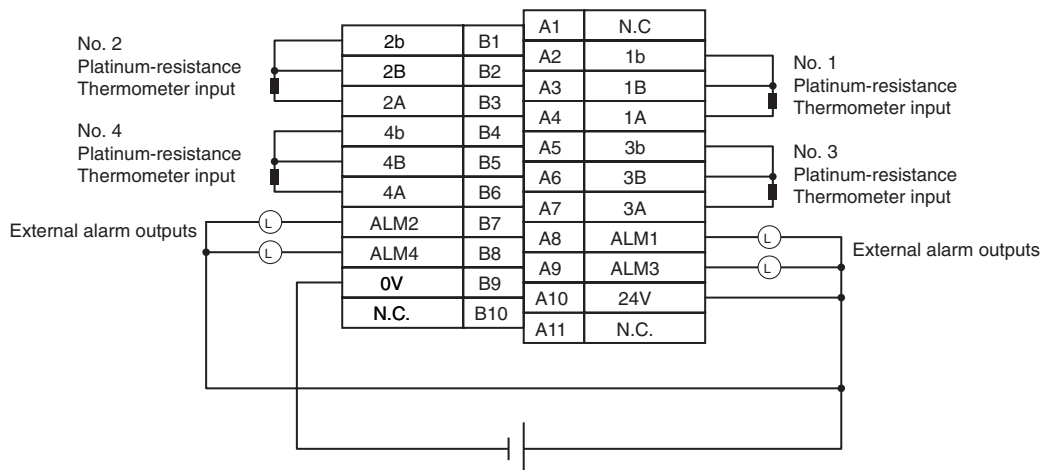 No. 2
Platinum-resistance
Thermometer input
No. 4
Platinum-resistance
Thermometer input
External alarm outputs
2b B1
2B B2
2A B3
4b B4
4B B5
4A B6
ALM2 B7
ALM4 B8
0V B9
N.C. B10
A1 N.C
A2 1b
A3 1B
A4 1A
A5 3b
A6 3B
A7 3A
A8 ALM1
A9 ALM3
A10 24V
A11 N.C.
No. 1
Platinum-resistance
Thermometer input
No. 3
Platinum-resistance
Thermometer input
External alarm outputs
L
L
L
L